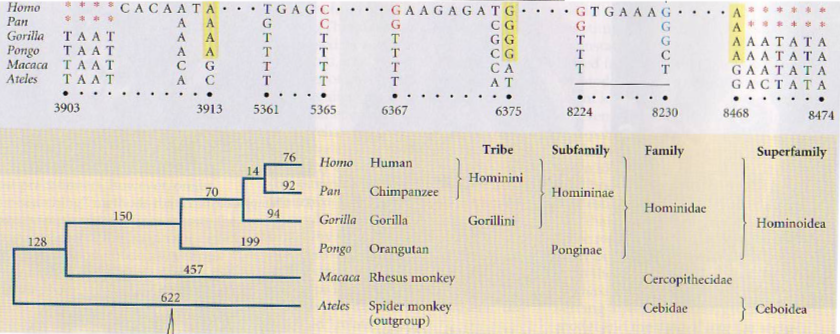 Homo * * * * C A C A A T A · · · T G A G C · · · · G A A G A G A T G · · · · G T G A A A G · · · · A * * * * * *
Pan * * * * A A G C G C G G G A * * * * * *
Gorilla T A A T A A T T T G G T G A A A T A T A
Pongo T A A T A A T T T C G T C A A A T A T A
Macaca T A A T C G T T T C A T T G A A T A T A
Ateles T A A T A C T T T A T G A C T A T A
3903 3913 5361 5365 6367 6375 8224 8230 8468 8474
Tribe Subfamily Family Superfamily
76 Homo Human
14
Hominini
92 Pan Chimpanzee Homininae
70
Hominidae
94 Gorilla Gorilla Gorillini
150 Hominoidea
128 199 Pongo Orangutan Ponginae
457 Macaca Rhesus monkey Cercopithecidae
622 Ateles Spider monkey Cebidae Ceboidea
(outgroup)